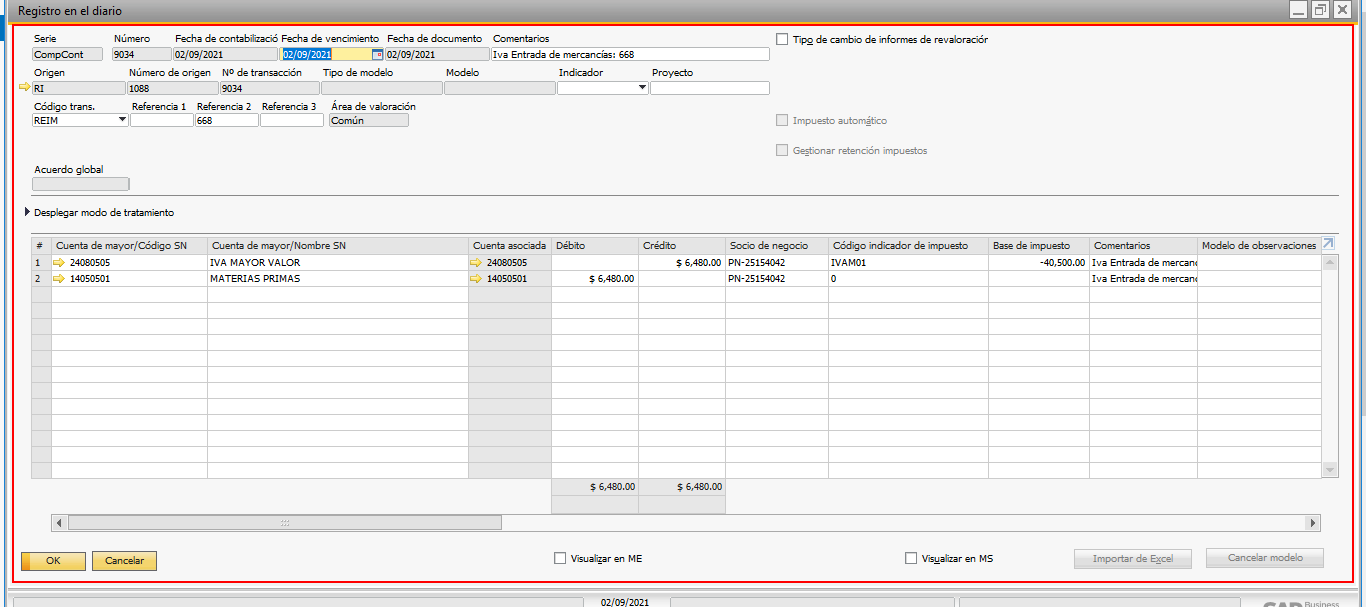 Registro en el diario
Serie Número Fecha de contabilizació Fecha de vencimiento Fecha de documento Comentarios
CompCont 9034 02/09/2021 02/09/2021 02/09/2021 Iva Entrada de mercancías: 668
Tipo de cambio de informes de revaloraciór
Origen Número de origen Nº de transacción Tipo de modelo Modelo Indicador Proyecto
RI 1088 9034
Código trans. Referencia 1 Referencia 2 Referencia 3 Área de valoración
REIM 668 Común
Impuesto automático
Gestionar retención impuestos
Acuerdo global
Desplegar modo de tratamiento
# Cuenta de mayor/Código SN Cuenta de mayor/Nombre SN Cuenta asociada Débito Crédito Socio de negocio Código indicador de impuesto Base de impuesto Comentarios Modelo de observaciones
1 24080505 IVA MAYOR VALOR 24080505 $ 6,480.00 PN-25154042 IVAM01 -40,500.00 Iva Entrada de mercanc
2 14050501 MATERIAS PRIMAS 14050501 $ 6,480.00 PN-25154042 0 Iva Entrada de mercanc
$ 6,480.00 $ 6,480.00
OK Cancelar Visualizar en ME Visualizar en MS Importar de Excel Cancelar modelo
02/09/2021
SAP Business